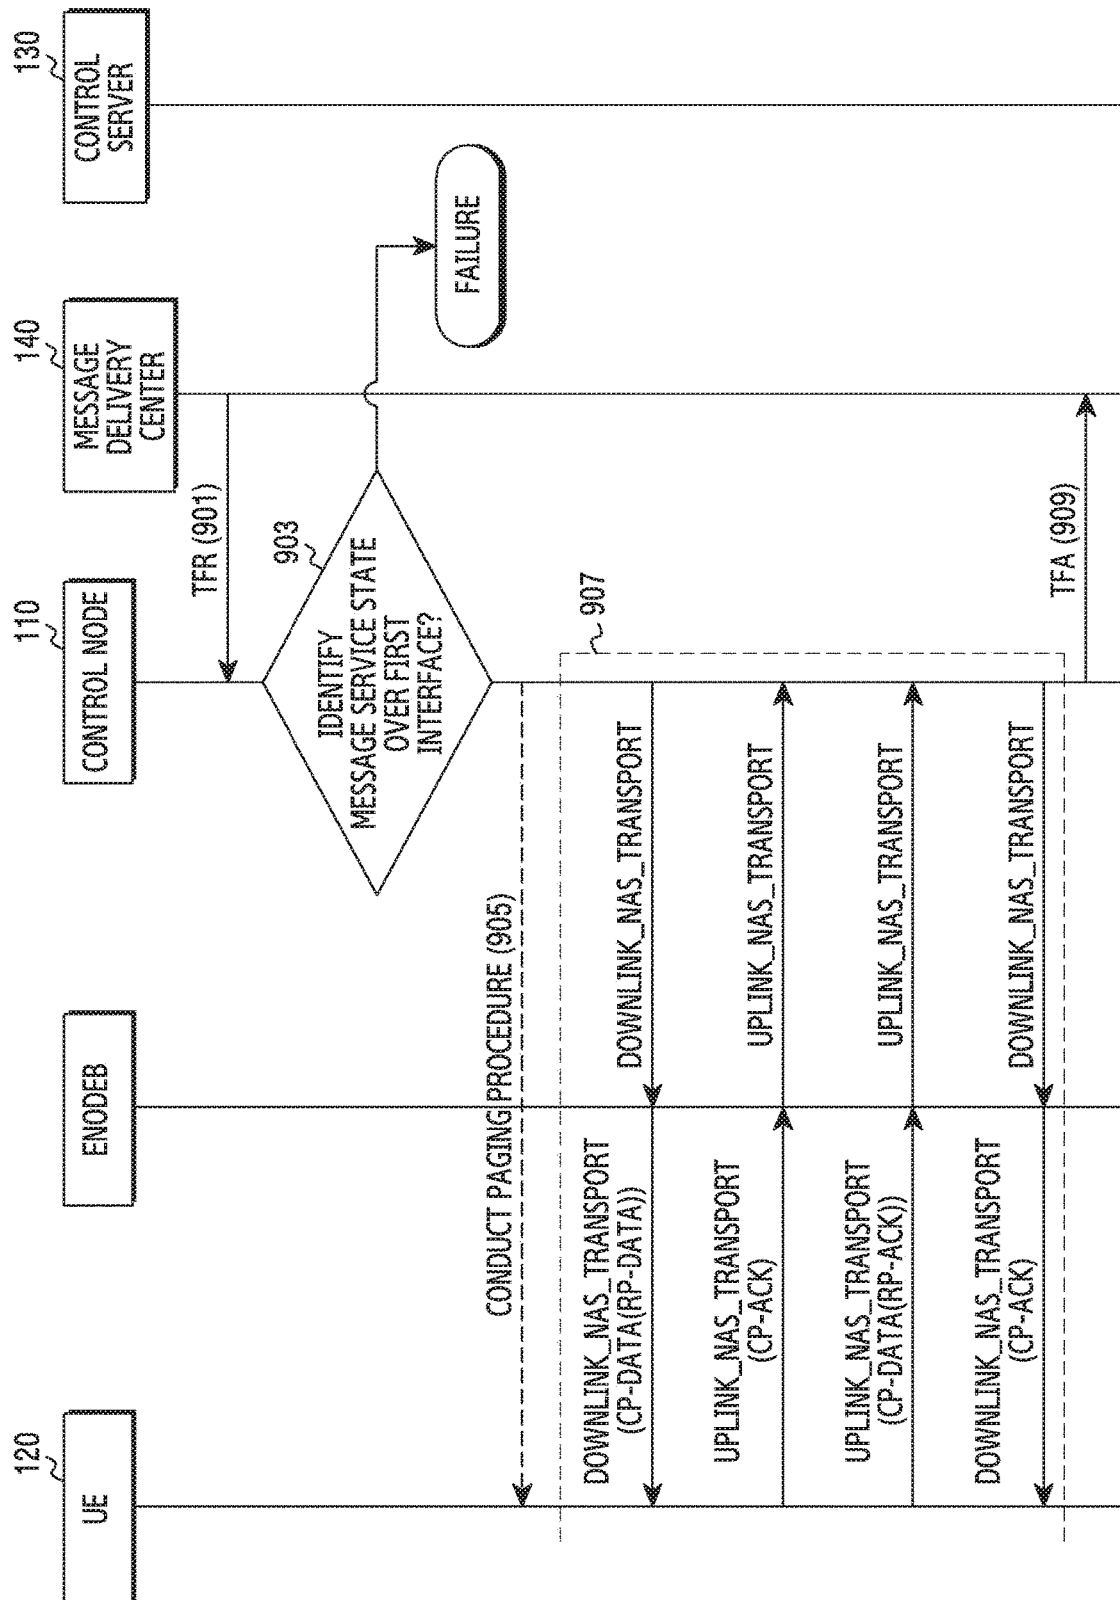 120
UE
ENODEB
110
CONTROL NODE
140
MESSAGE
DELIVERY
CENTER
130
CONTROL
SERVER
TFR (901)
903
IDENTIFY
MESSAGE SERVICE STATE
OVER FIRST
INTERFACE?
FAILURE
CONDUCT PAGING PROCEDURE (905)
907
DOWNLINK_NAS_TRANSPORT
(CP-DATA(RP-DATA))
DOWNLINK_NAS_TRANSPORT
UPLINK_NAS_TRANSPORT
(CP-ACK)
UPLINK_NAS_TRANSPORT
UPLINK_NAS_TRANSPORT
(CP-DATA(RP-ACK))
UPLINK_NAS_TRANSPORT
DOWNLINK_NAS_TRANSPORT
(CP-ACK)
DOWNLINK_NAS_TRANSPORT
TFA (909)